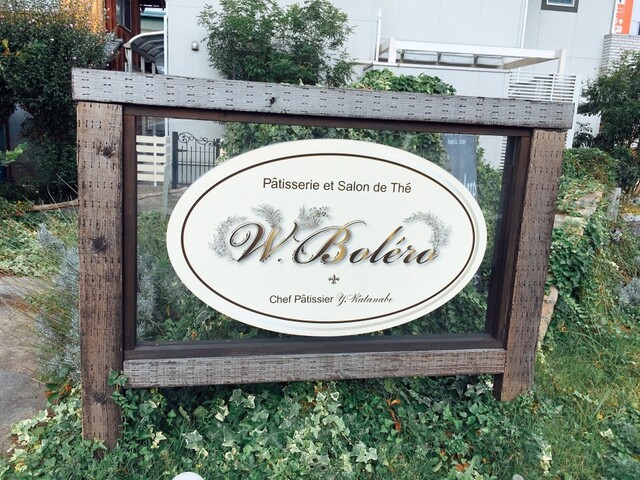 Pâtisserie et Salon de Thé
W. Boléro
Chef Pâtissier Y. Watanabe